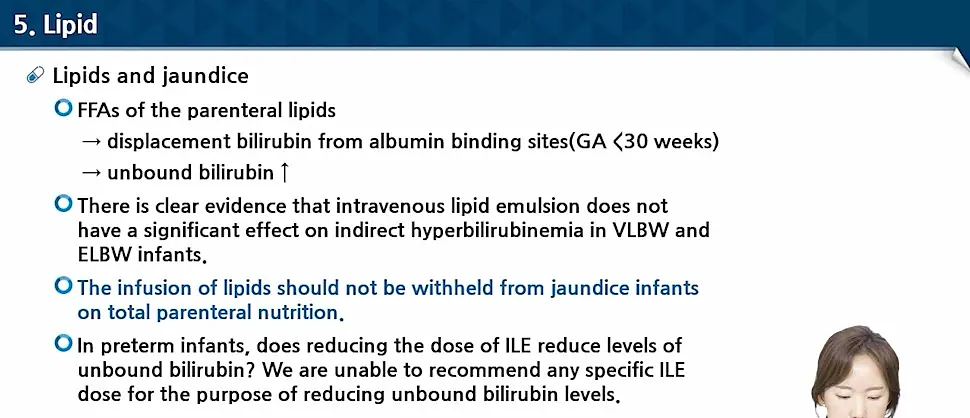 5. Lipid
Lipids and jaundice
FFAs of the parenteral lipids
→ displacement bilirubin from albumin binding sites(GA <30 weeks)
→ unbound bilirubin ↑
There is clear evidence that intravenous lipid emulsion does not
have a significant effect on indirect hyperbilirubinemia in VLBW and
ELBW infants.
The infusion of lipids should not be withheld from jaundice infants
on total parenteral nutrition.
In preterm infants, does reducing the dose of ILE reduce levels of
unbound bilirubin? We are unable to recommend any specific ILE
dose for the purpose of reducing unbound bilirubin levels.